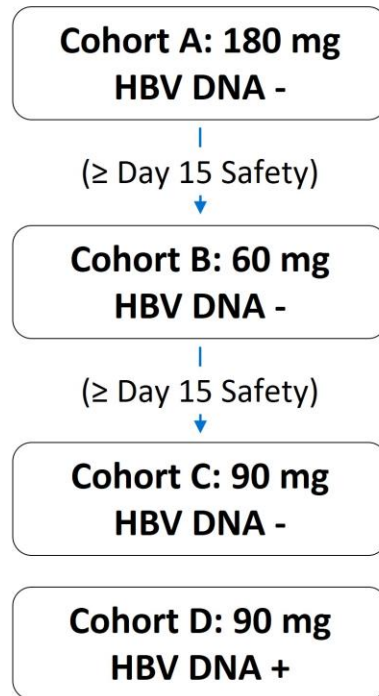 Cohort A: 180 mg
HBV DNA -
(≥ Day 15 Safety)
Cohort B: 60 mg
HBV DNA -
(≥ Day 15 Safety)
Cohort C: 90 mg
HBV DNA -
Cohort D: 90 mg
HBV DNA +